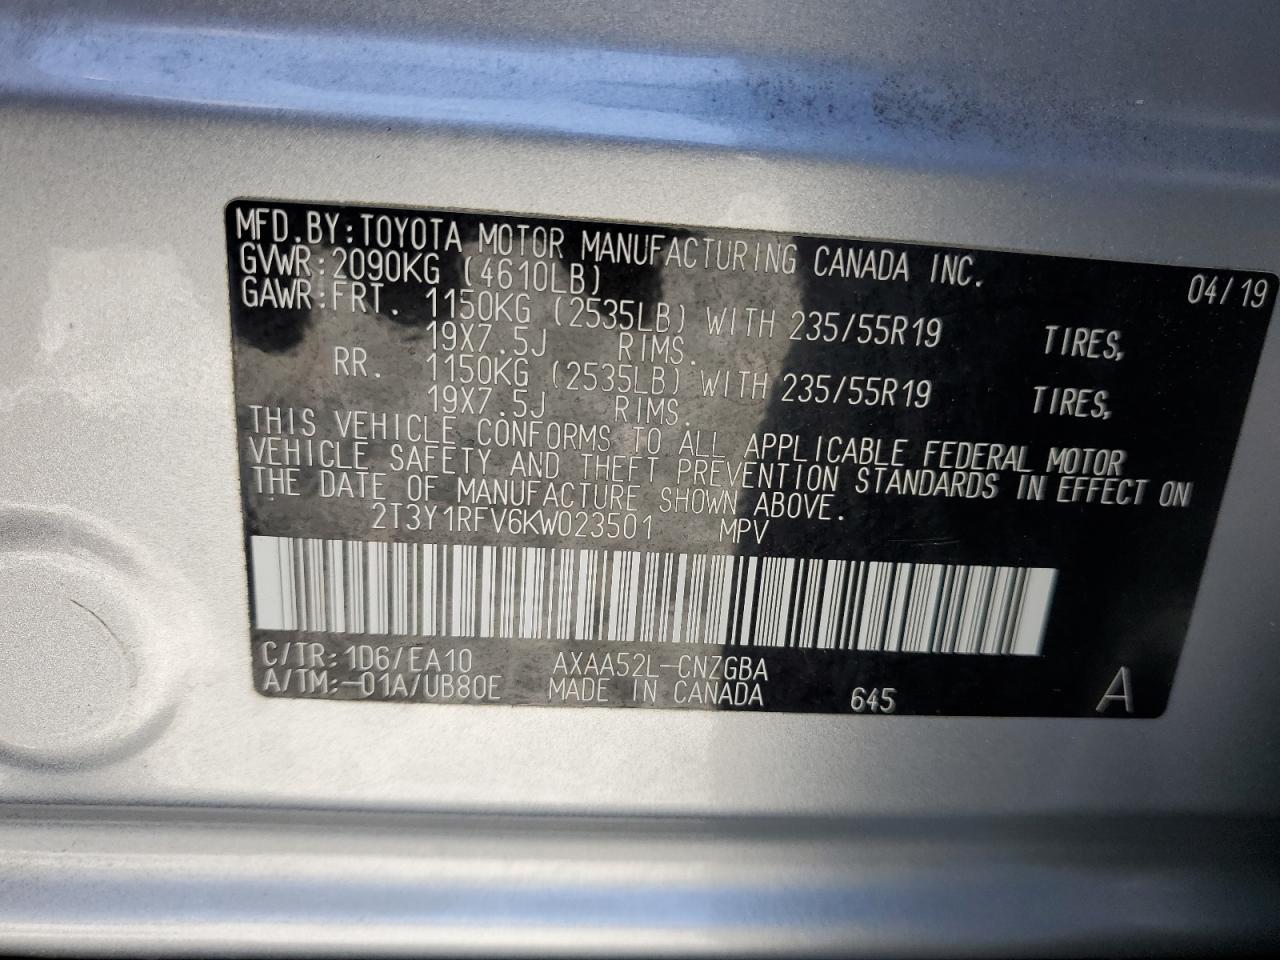 MFD.BY:TOYOTA MOTOR MANUFACTURING CANADA INC. 04/19
GVWR:2090KG (4610LB)
GAWR:FRT. 1150KG (2535LB) WITH 235/55R19 TIRES,
19X7.5J RIMS.
RR. 1150KG (2535LB) WITH 235/55R19 TIRES,
19X7.5J RIMS.
THIS VEHICLE CONFORMS TO ALL APPLICABLE FEDERAL MOTOR
VEHICLE SAFETY AND THEFT PREVENTION STANDARDS IN EFFECT ON
THE DATE OF MANUFACTURE SHOWN ABOVE.
2T3Y1RFV6KW023501 MPV
C/TR:1D6/EA10 AXAA52L-CNZGBA
A/TM:-01A/UB80E MADE IN CANADA 645 A